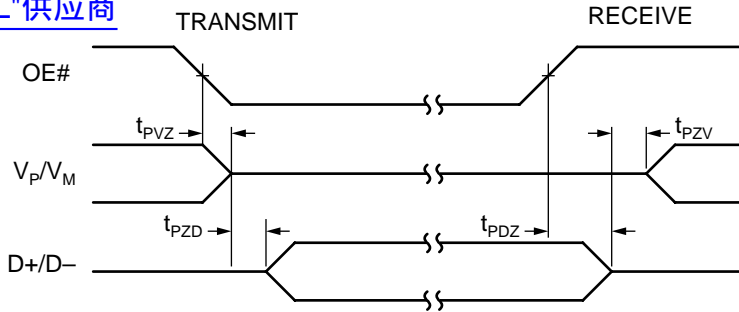 "供应商
TRANSMIT
RECEIVE
OE#
tPVZ
tPZV
VP/VM
tPZD
tPDZ
D+/D–